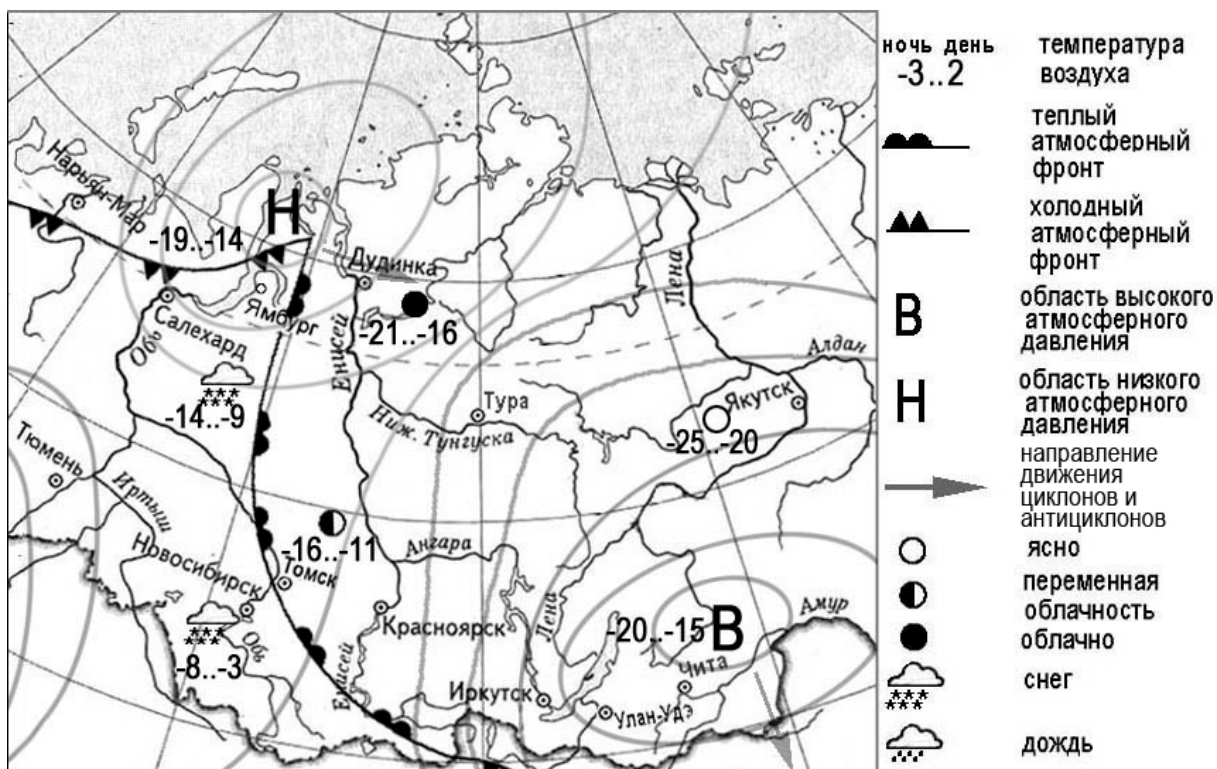 Нарьян-Мар
Н
-19..-14
Дудинка
Ямбург
Салехард
Обь
Енисей
-21..-16
Лена
Алдан
-14..-9
Тура
Якутск
Ниж. Тунгуска
-25..-20
Тюмень
Иртыш
-16..-11
Ангара
Новосибирск
Томск
Обь
-8..-3
Красноярск
Енисей
Лена
-20..-15
В
Амур
Чита
Иркутск
Улан-Удэ
ночь день
-3..2
температура
воздуха
теплый
атмосферный
фронт
холодный
атмосферный
фронт
В
область высокого
атмосферного
давления
Н
область низкого
атмосферного
давления
направление
движения
циклонов и
антициклонов
ясно
переменная
облачность
облачно
снег
дождь